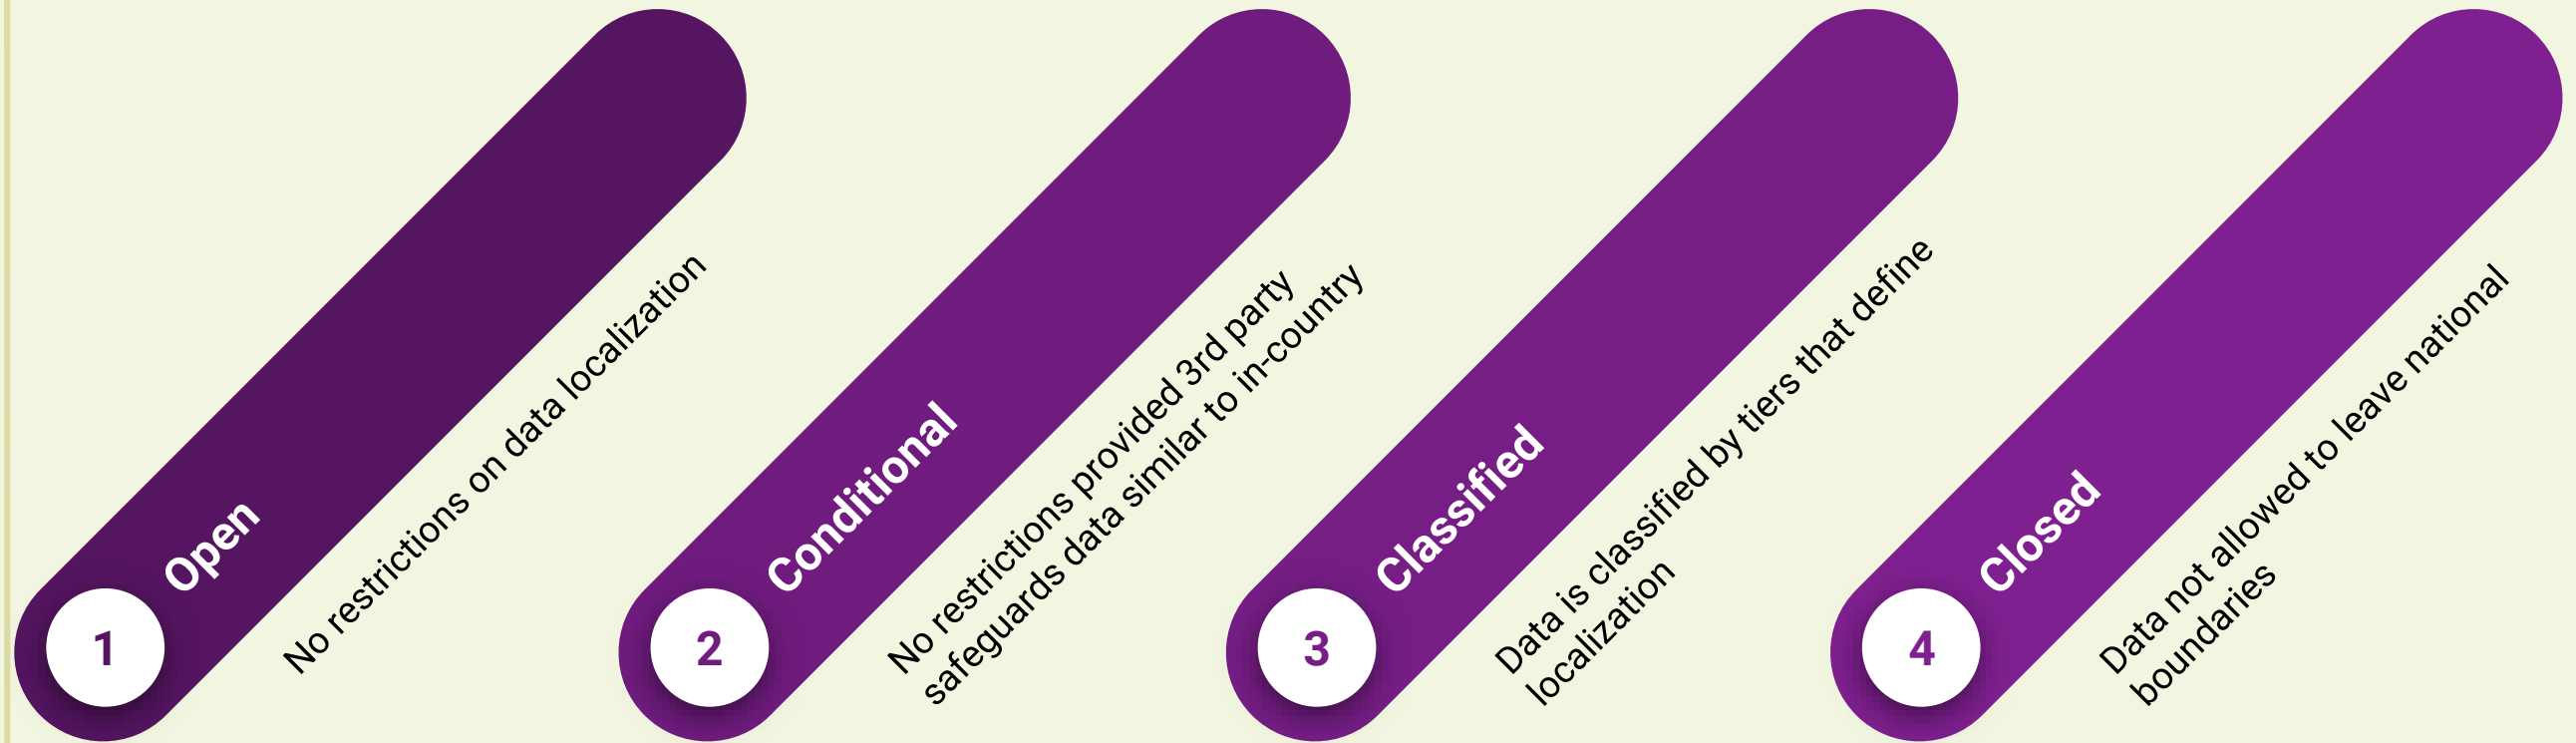 1
Open
No restrictions on data localization
2
Conditional
No restrictions provided 3rd party
safeguards data similar to in-country
3
Classified
Data is classified by tiers that define
localization
4
Closed
Data not allowed to leave national
boundaries